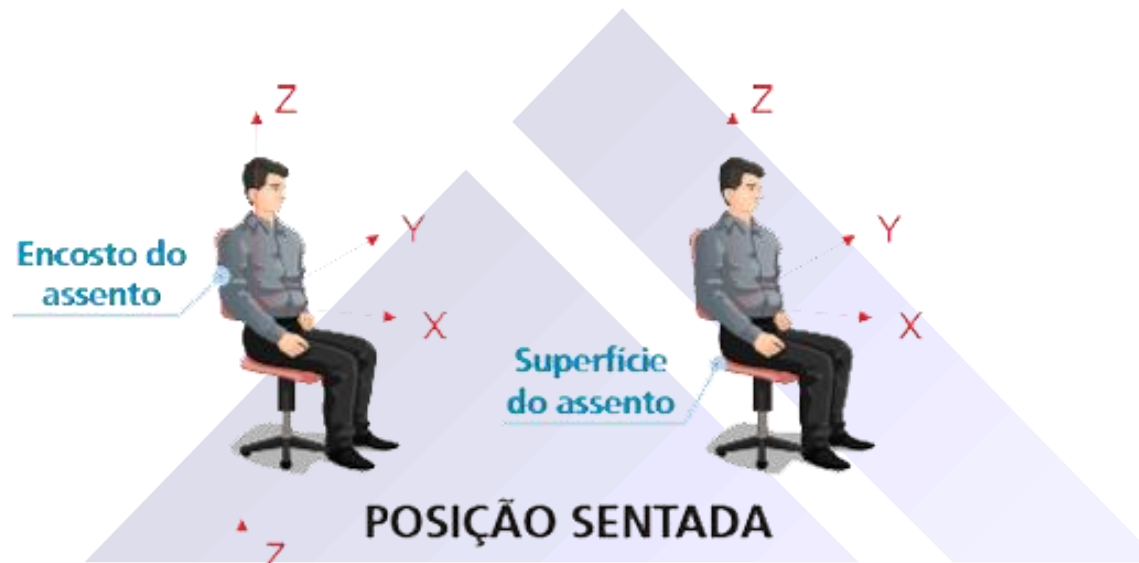 Z
Z
Y
Y
Encosto do
assento
X
X
Superfície
do assento
POSIÇÃO SENTADA
Z